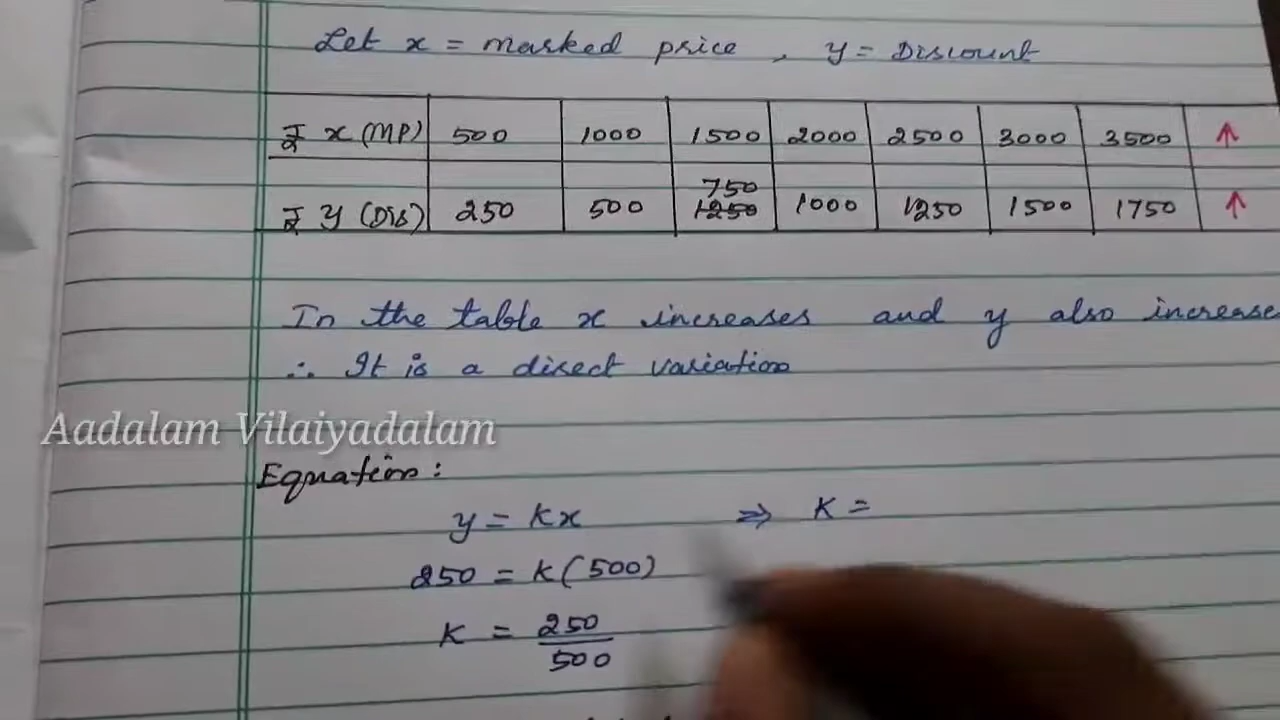 Let x = marked price , y = Discount
₹ x (MP) 500 1000 1500 2000 2500 3000 3500 ↑
750
₹ y (Dis) 250 500 1250 1000 1250 1500 1750 ↑
In the table x increases and y also increase
∴ It is a direct variation
Aadalam Vilaiyadalam
Equation :
y = kx ⇒ K =
250 = K (500)
K = 250
500